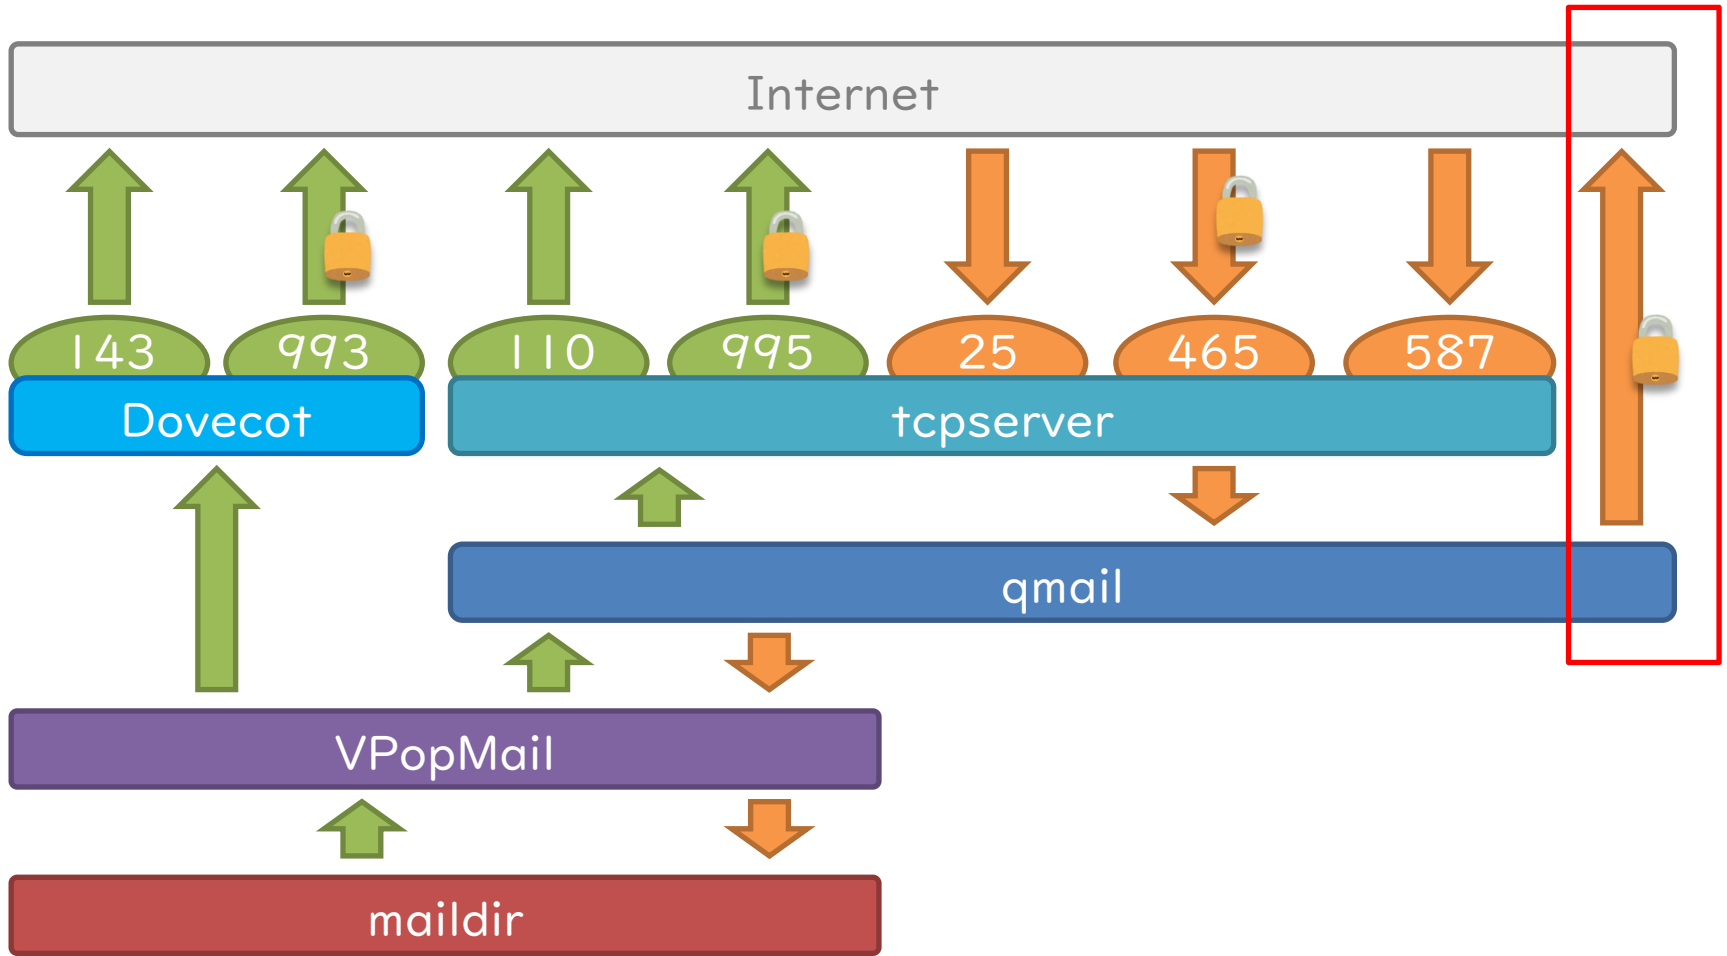 Internet
143
993
110
995
25
465
587
Dovecot
tcpserver
qmail
VPopMail
maildir